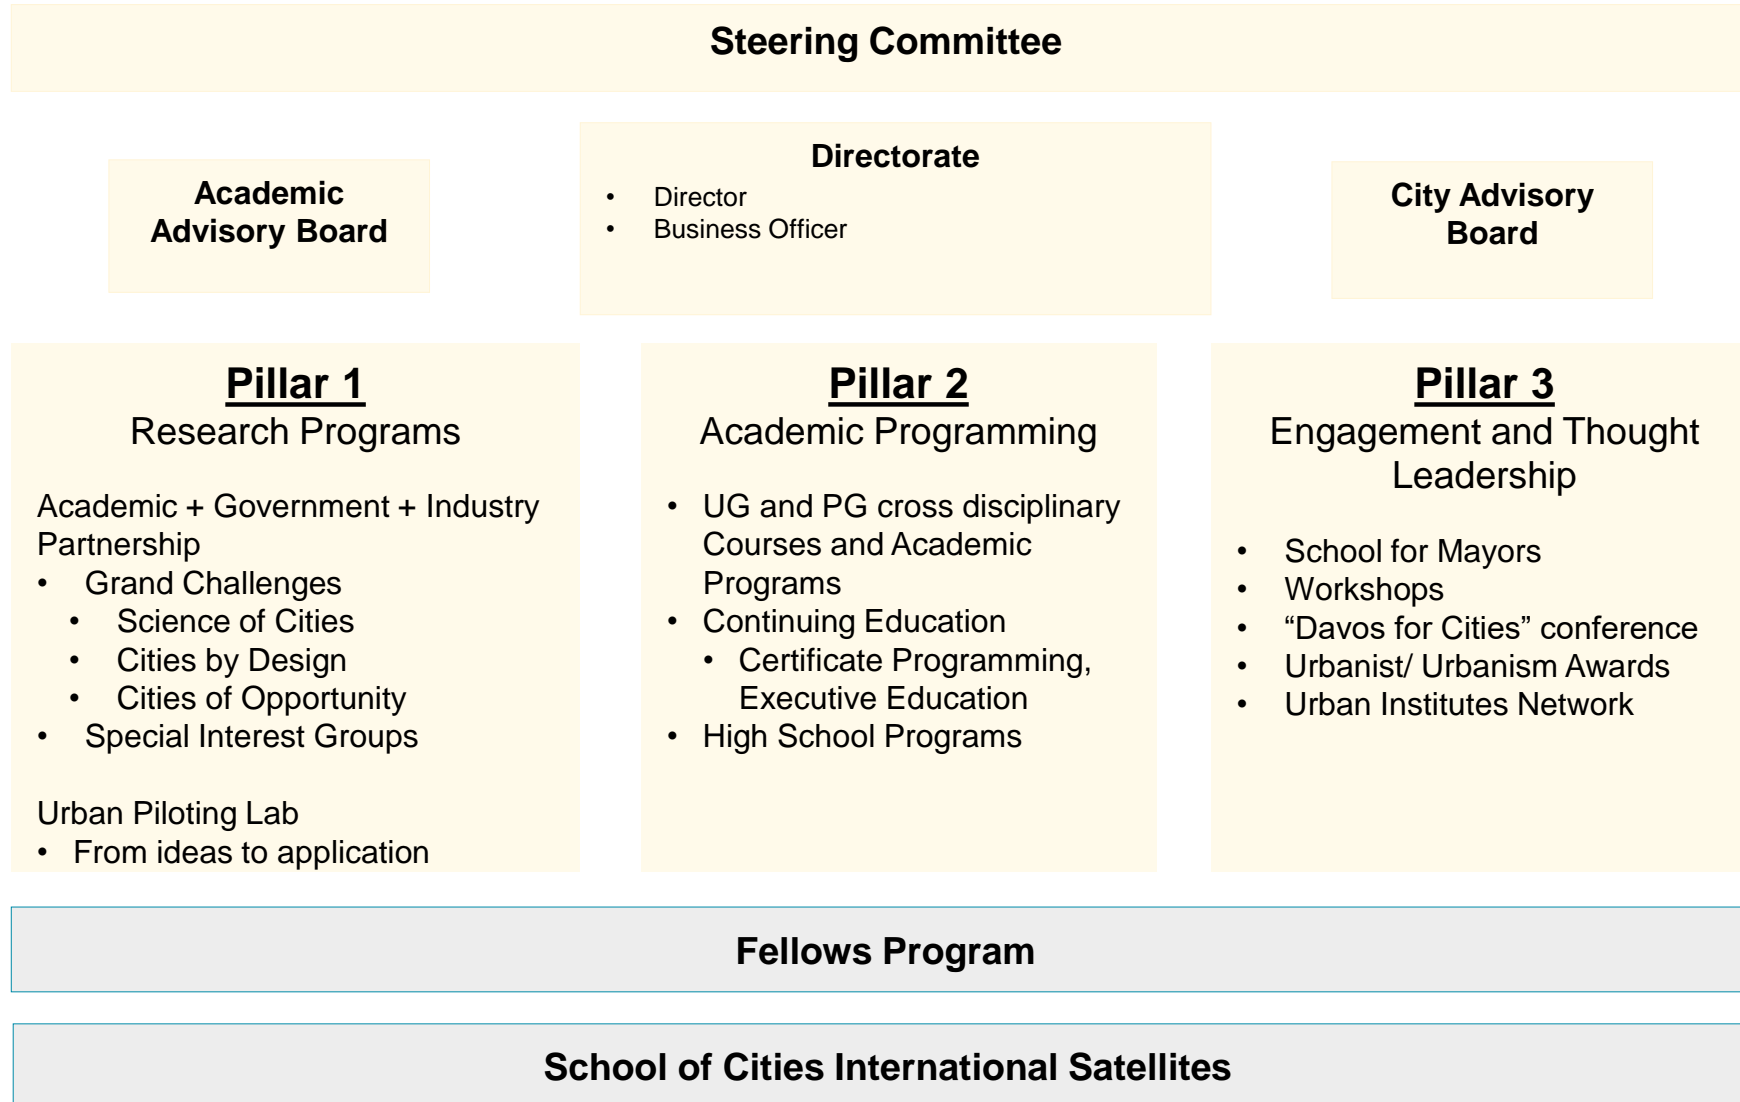 Steering Committee
Academic
Advisory Board
Directorate
• Director
• Business Officer
City Advisory
Board
Pillar 1
Research Programs
Academic + Government + Industry
Partnership
• Grand Challenges
• Science of Cities
• Cities by Design
• Cities of Opportunity
• Special Interest Groups
Urban Piloting Lab
• From ideas to application
Pillar 2
Academic Programming
• UG and PG cross disciplinary
Courses and Academic
Programs
• Continuing Education
• Certificate Programming,
Executive Education
• High School Programs
Pillar 3
Engagement and Thought
Leadership
• School for Mayors
• Workshops
• “Davos for Cities” conference
• Urbanist/ Urbanism Awards
• Urban Institutes Network
Fellows Program
School of Cities International Satellites